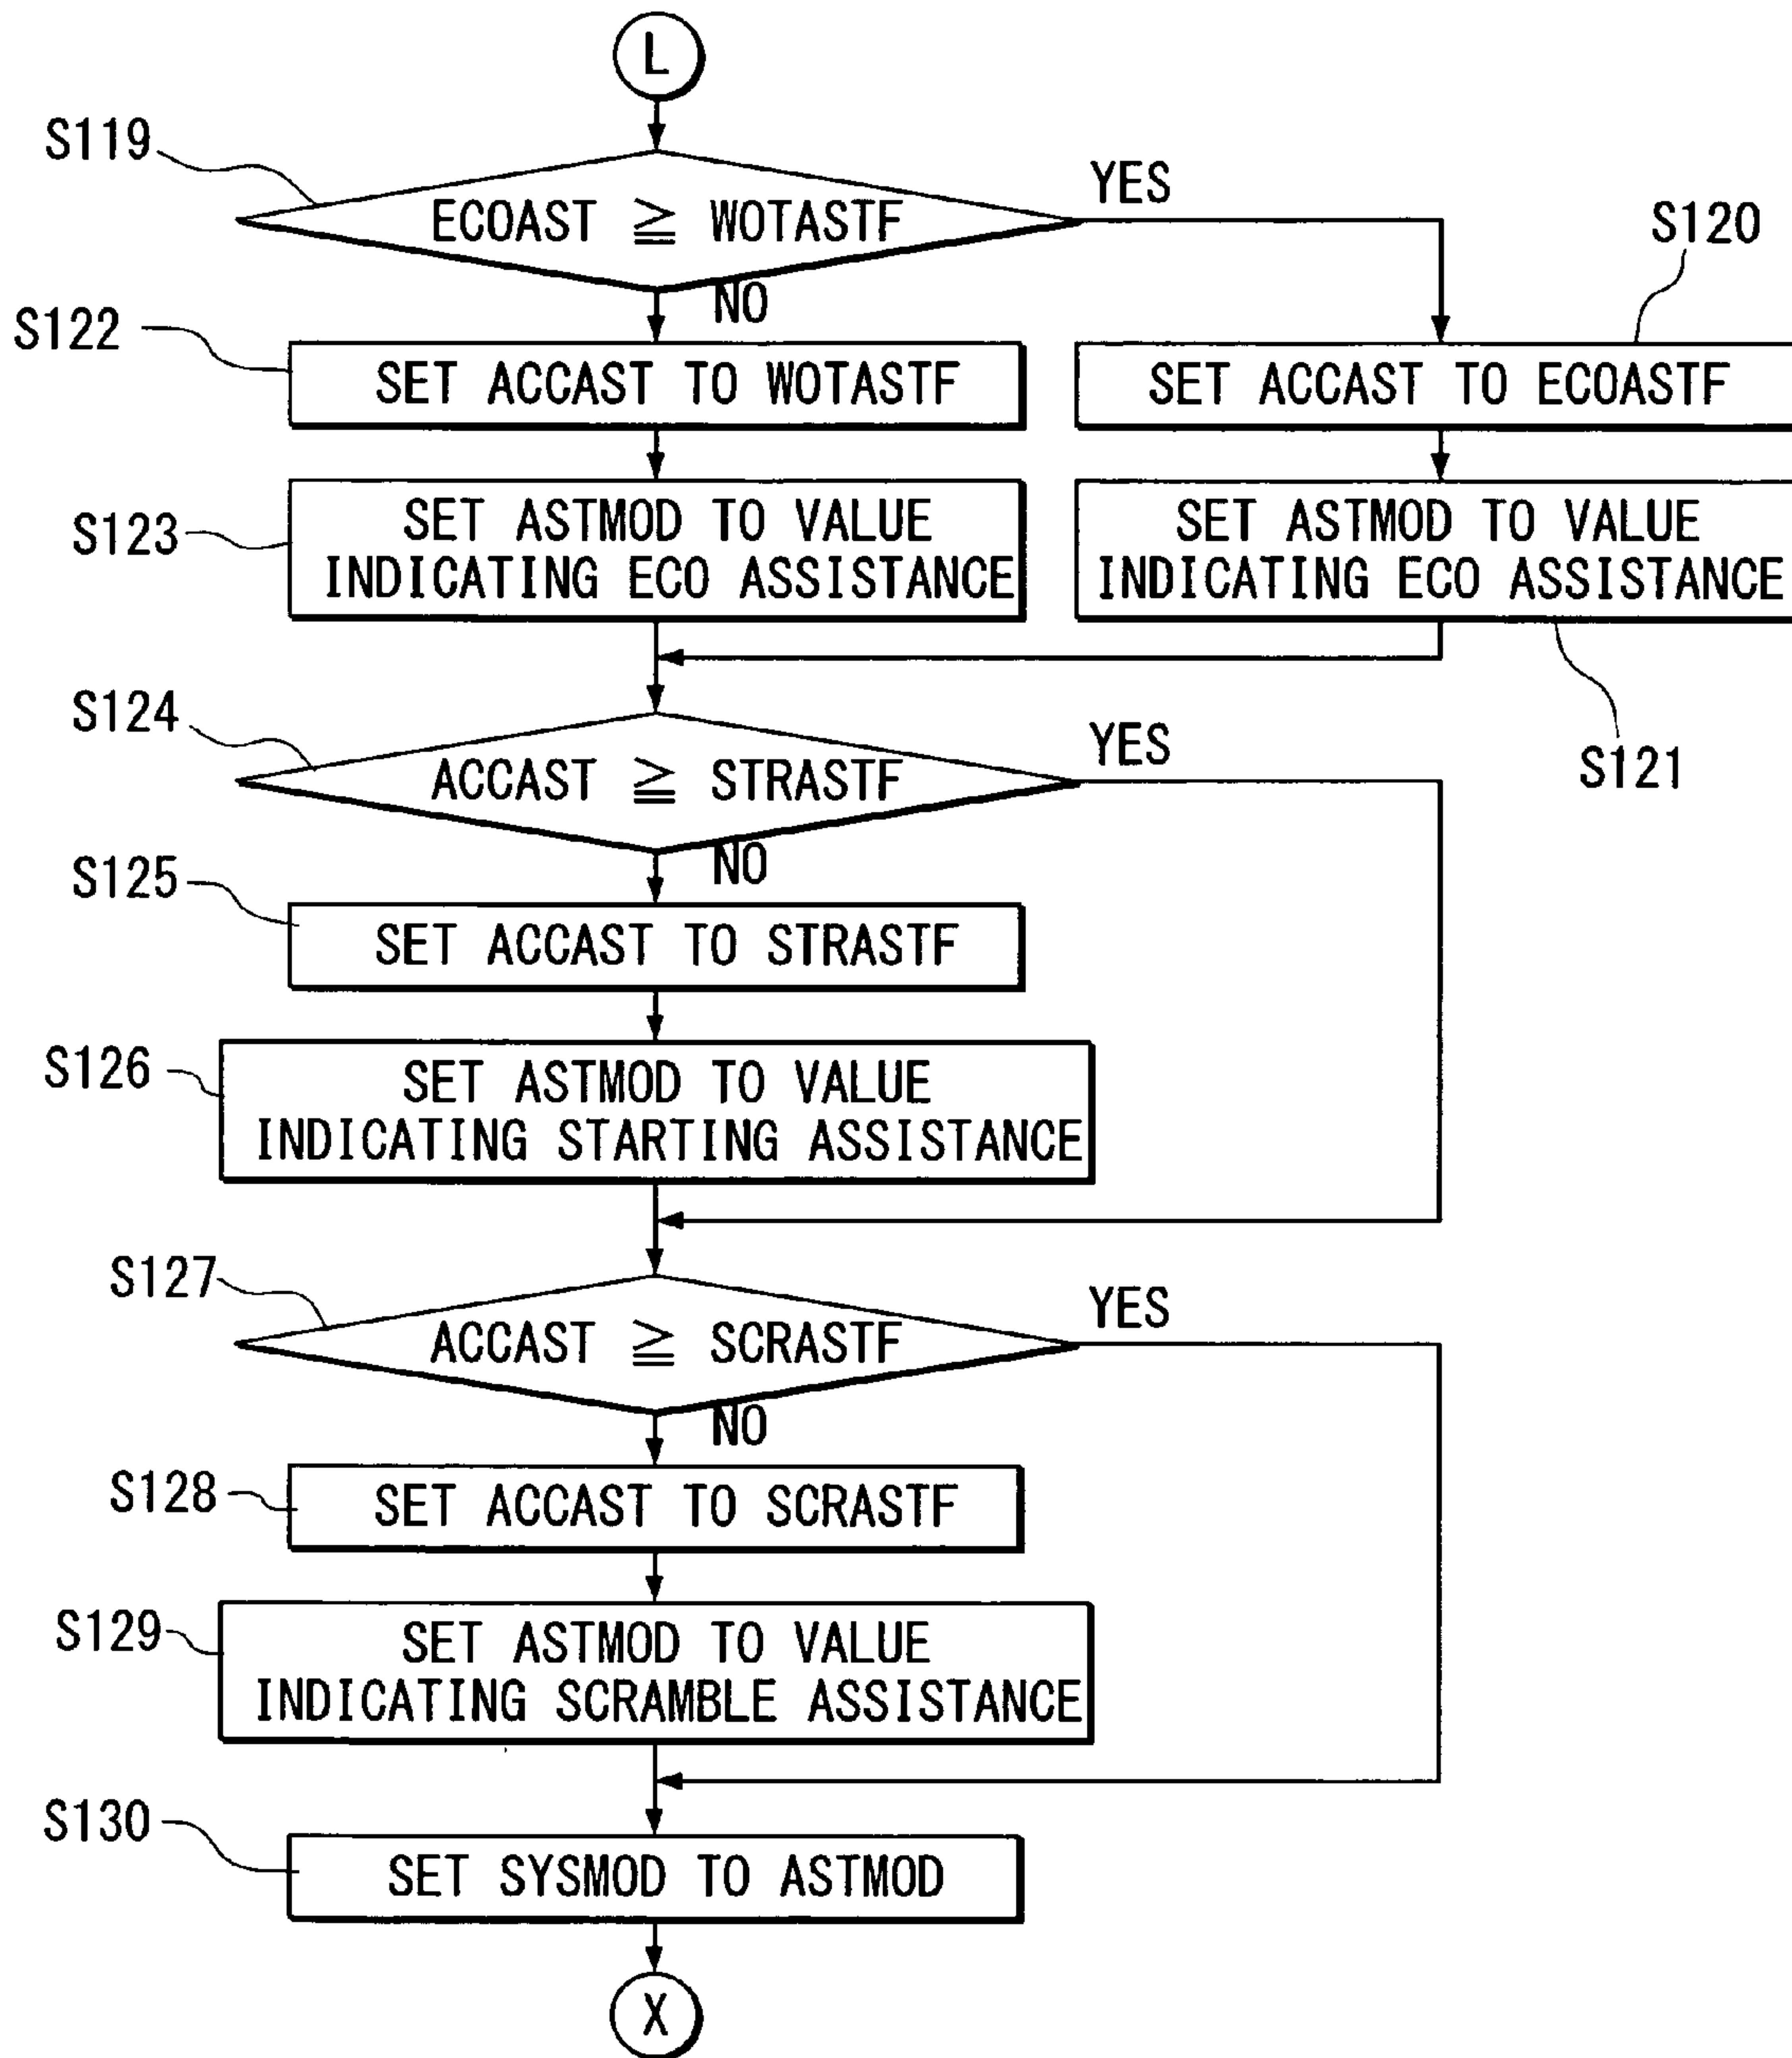 L
S119
ECOAST ≧ WOTASTF
YES
S120
NO
S122
SET ACCAST TO WOTASTF
SET ACCAST TO ECOASTF
S123
SET ASTMOD TO VALUE
INDICATING ECO ASSISTANCE
SET ASTMOD TO VALUE
INDICATING ECO ASSISTANCE
S121
S124
ACCAST ≧ STRASTF
YES
NO
S125
SET ACCAST TO STRASTF
S126
SET ASTMOD TO VALUE
INDICATING STARTING ASSISTANCE
S127
ACCAST ≧ SCRASTF
YES
NO
S128
SET ACCAST TO SCRASTF
S129
SET ASTMOD TO VALUE
INDICATING SCRAMBLE ASSISTANCE
S130
SET SYSMOD TO ASTMOD
X